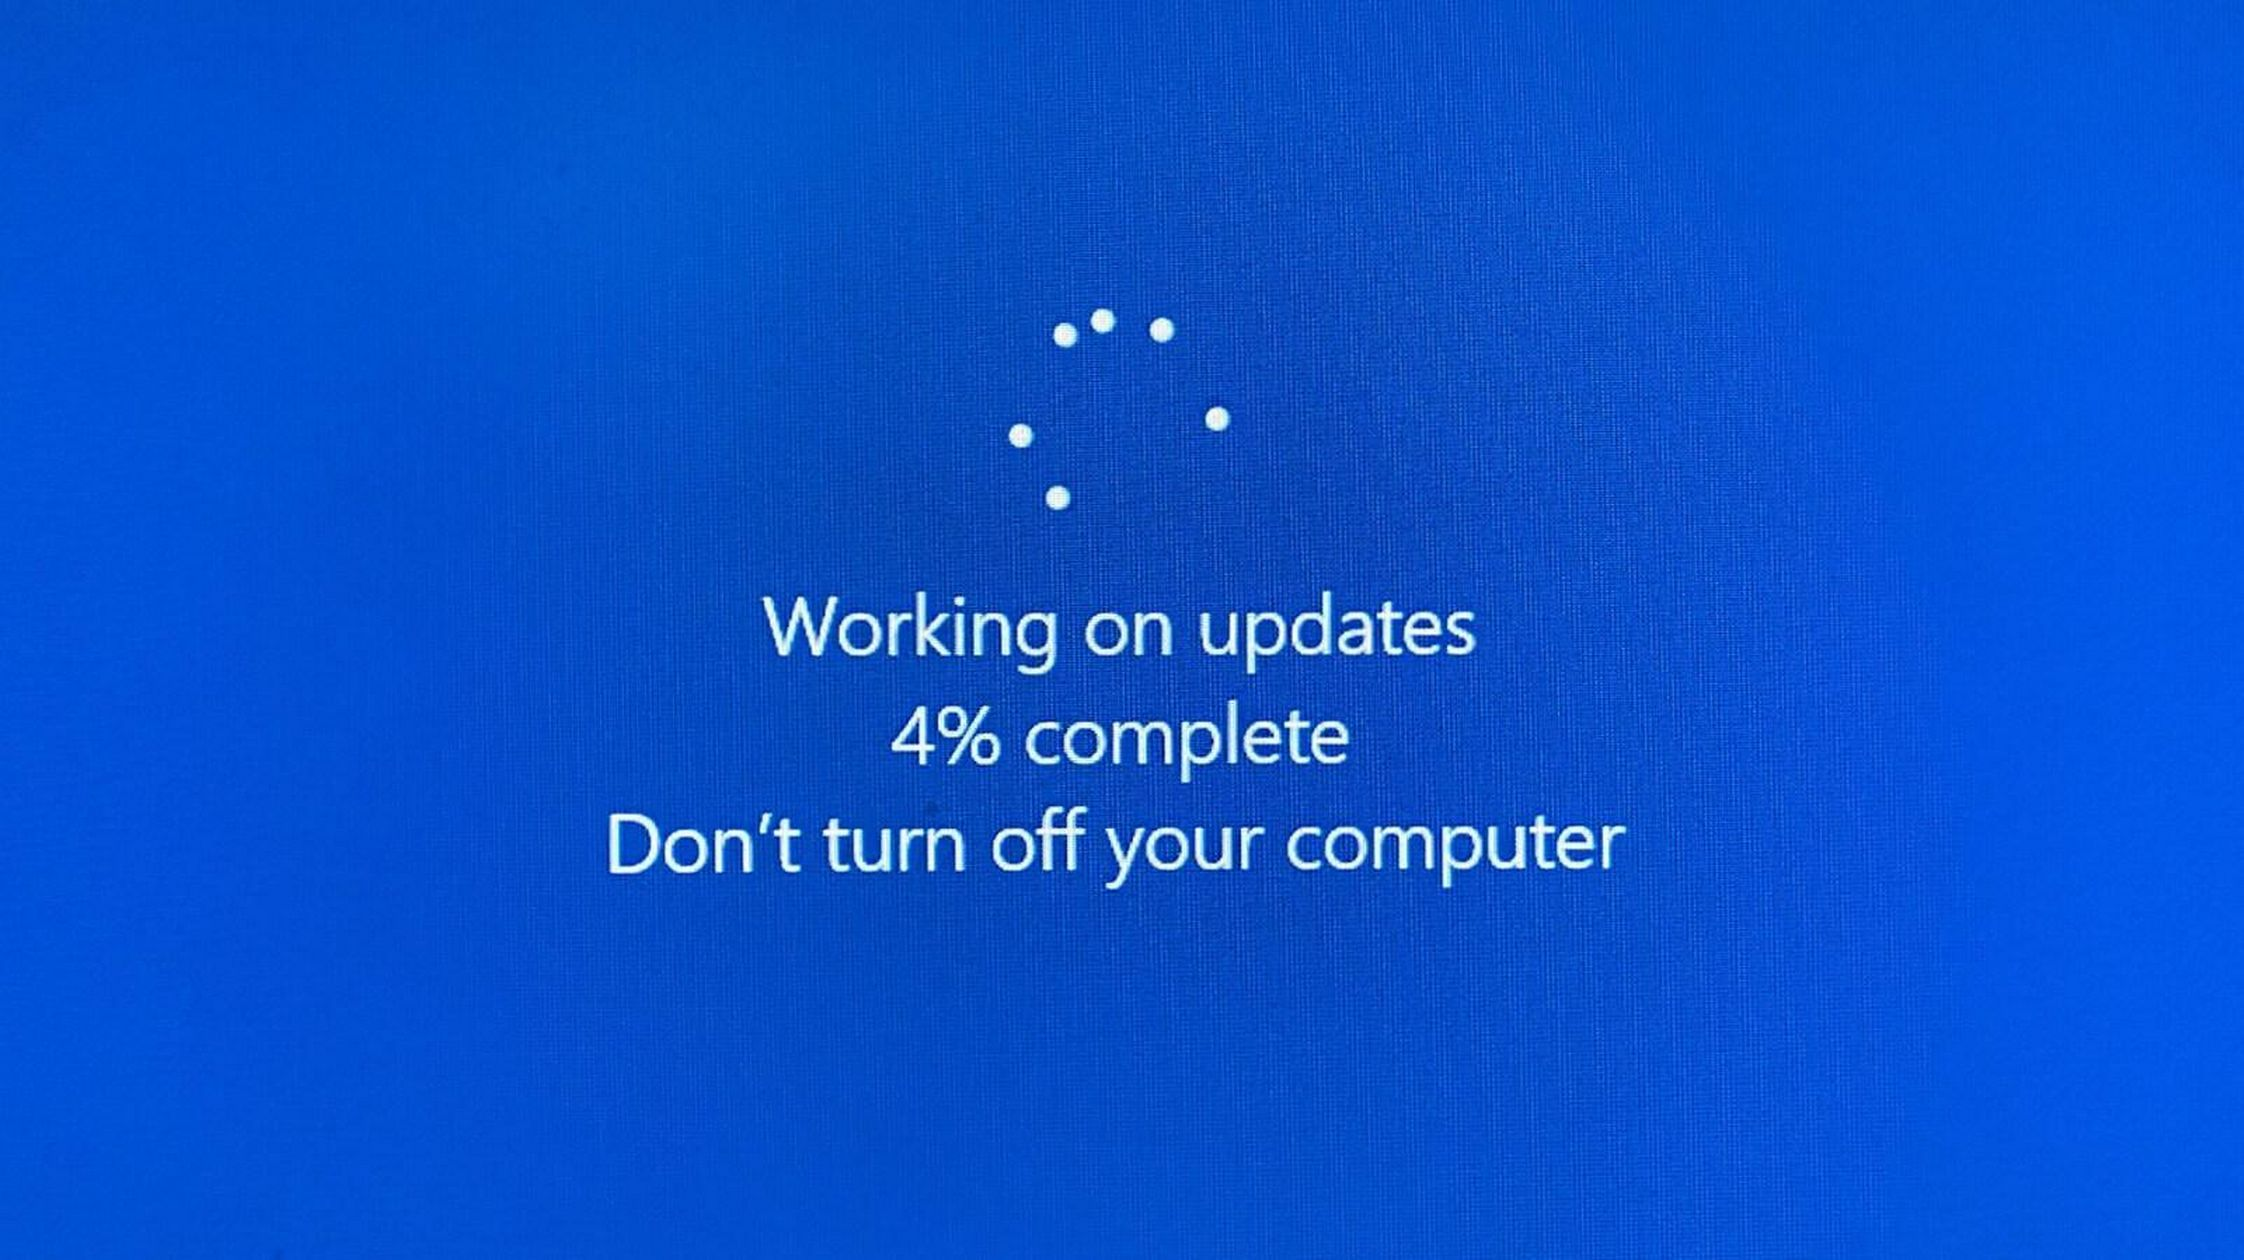 Working on updates
4% complete
Don't turn off your computer